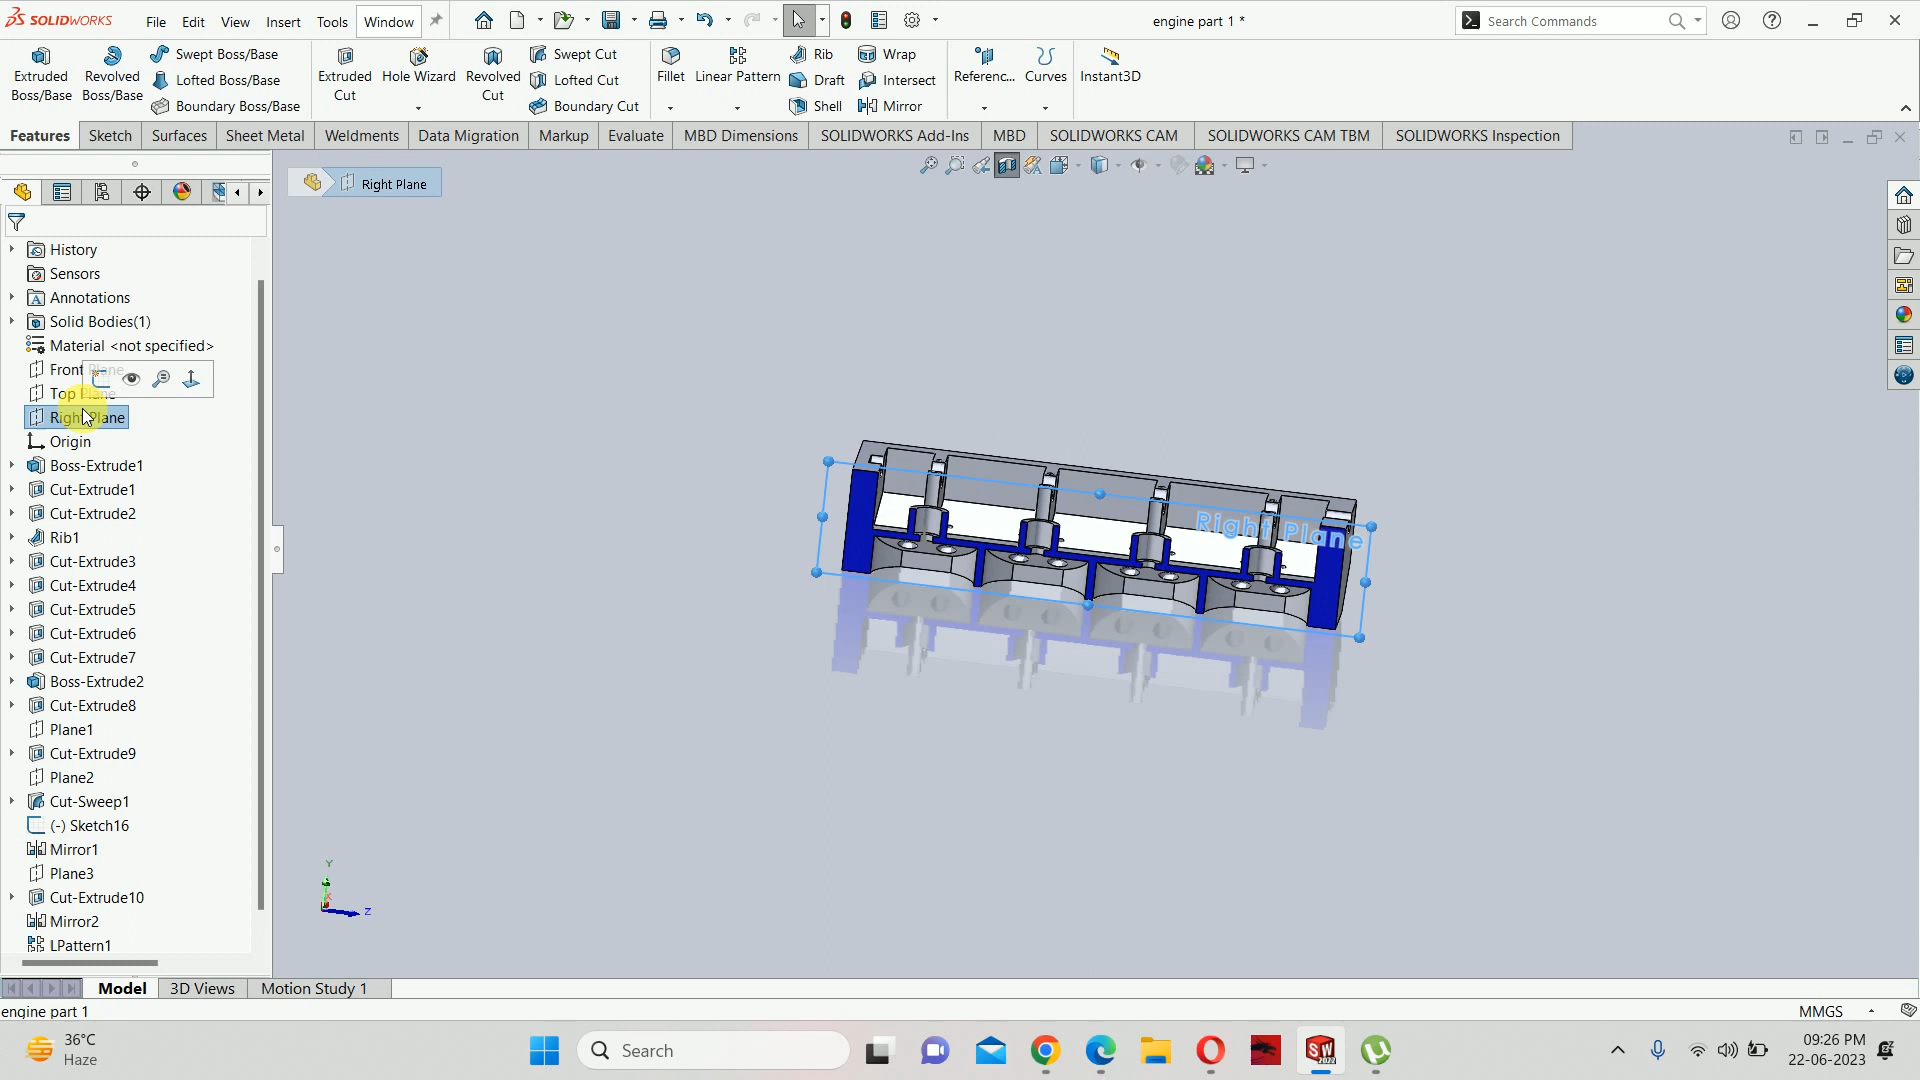 SOLIDWORKS File Edit View Insert Tools Window engine part 1 * Search Commands
Extruded Boss/Base
Revolved Boss/Base
Swept Boss/Base
Lofted Boss/Base
Boundary Boss/Base
Extruded Cut
Hole Wizard
Revolved Cut
Swept Cut
Lofted Cut
Boundary Cut
Fillet
Linear Pattern
Rib
Draft
Shell
Wrap
Intersect
Mirror
Referenc...
Curves
Instant3D
Features Sketch Surfaces Sheet Metal Weldments Data Migration Markup Evaluate MBD Dimensions SOLIDWORKS Add-Ins MBD SOLIDWORKS CAM SOLIDWORKS CAM TBM SOLIDWORKS Inspection
Right Plane
History
Sensors
Annotations
Solid Bodies(1)
Material <not specified>
Front Plane
Top Plane
Right Plane
Origin
Boss-Extrude1
Cut-Extrude1
Cut-Extrude2
Rib1
Cut-Extrude3
Cut-Extrude4
Cut-Extrude5
Cut-Extrude6
Cut-Extrude7
Boss-Extrude2
Cut-Extrude8
Plane1
Cut-Extrude9
Plane2
Cut-Sweep1
(-) Sketch16
Mirror1
Plane3
Cut-Extrude10
Mirror2
LPattern1
Right Plane
Y
Z
Model 3D Views Motion Study 1
engine part 1 MMGS
36°C
Haze
Search
SW
2022
09:26 PM
22-06-2023